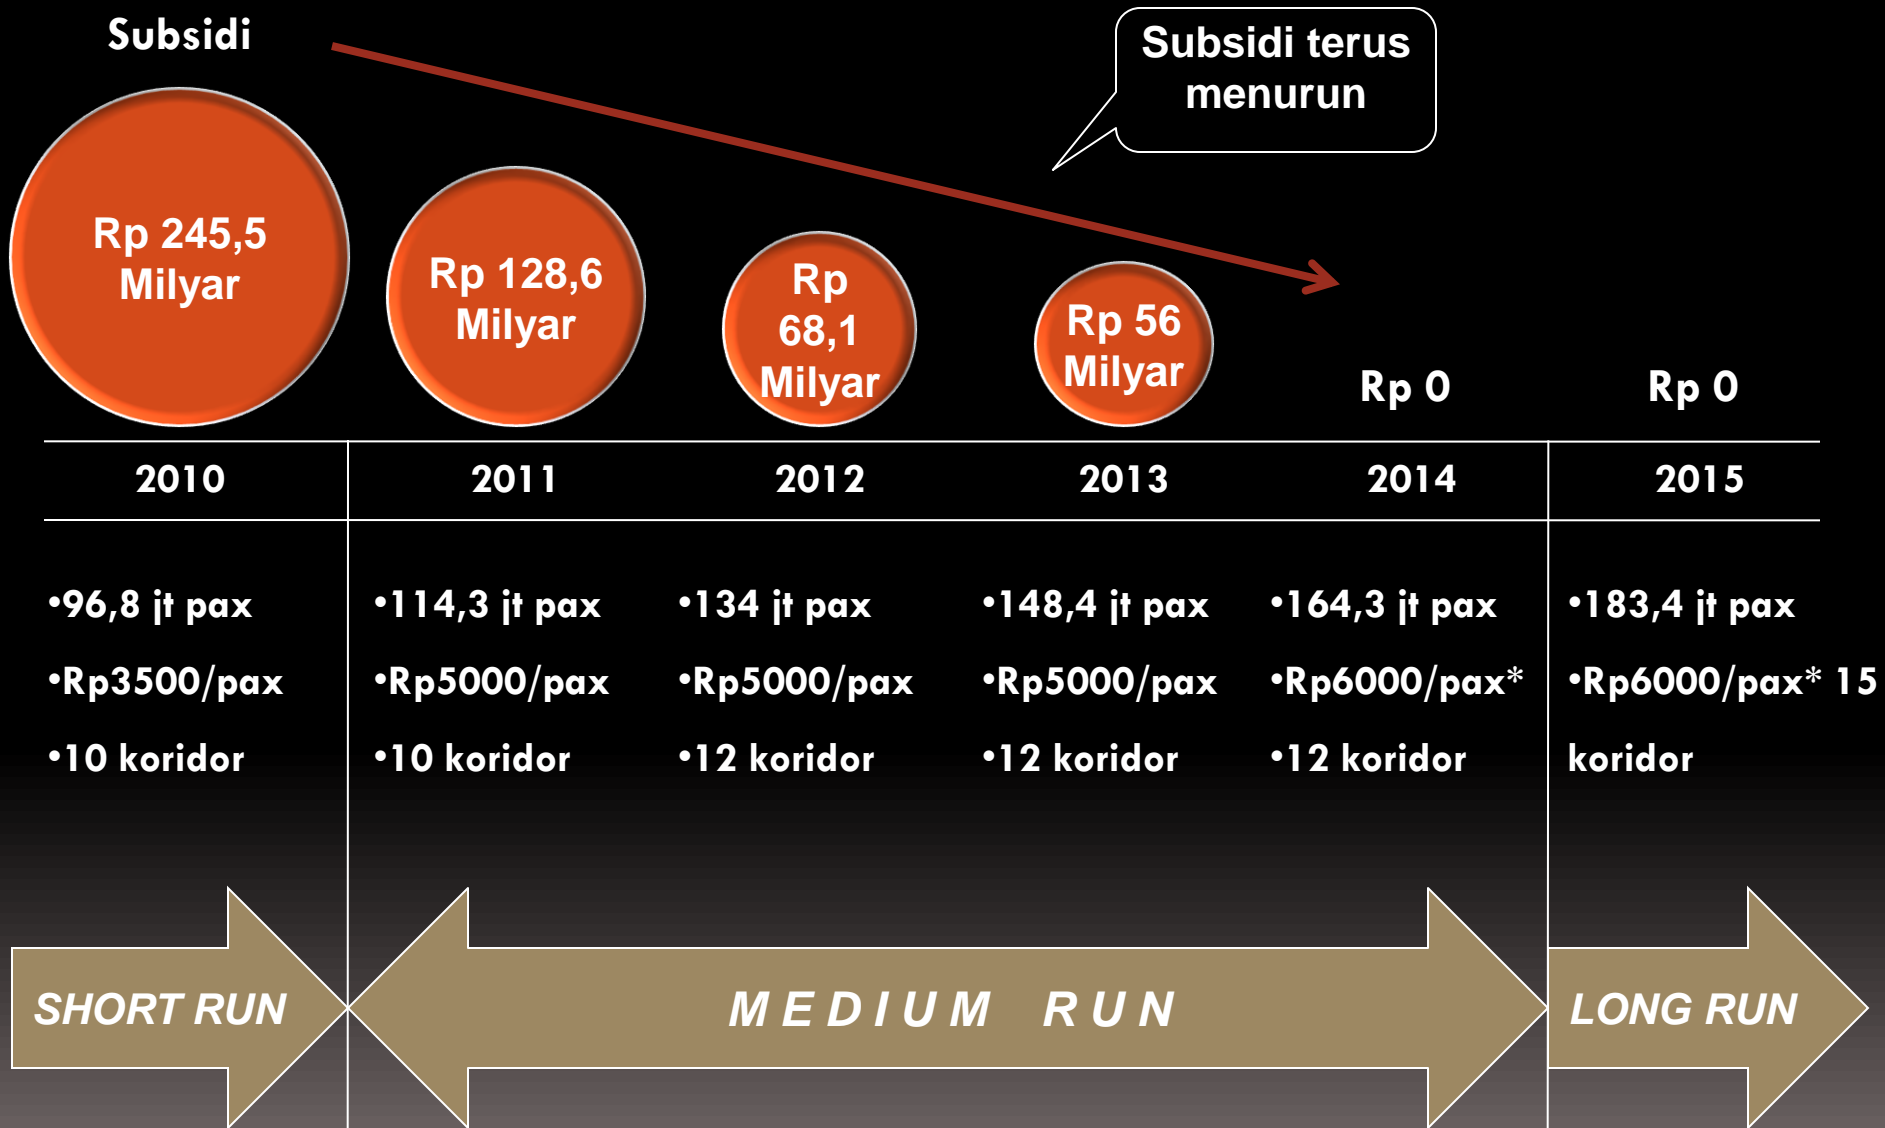 Subsidi
Subsidi terus
menurun
Rp 245,5
Milyar
Rp 128,6
Milyar
Rp
68,1
Milyar
Rp 56
Milyar
Rp 0
Rp 0
2010
2011
2012
2013
2014
2015
•96,8 jt pax
•Rp3500/pax
•10 koridor
•114,3 jt pax
•Rp5000/pax
•10 koridor
•134 jt pax
•Rp5000/pax
•12 koridor
•148,4 jt pax
•Rp5000/pax
•12 koridor
•164,3 jt pax
•Rp6000/pax*
•12 koridor
•183,4 jt pax
•Rp6000/pax* 15
koridor
SHORT RUN
MEDIUM RUN
LONG RUN